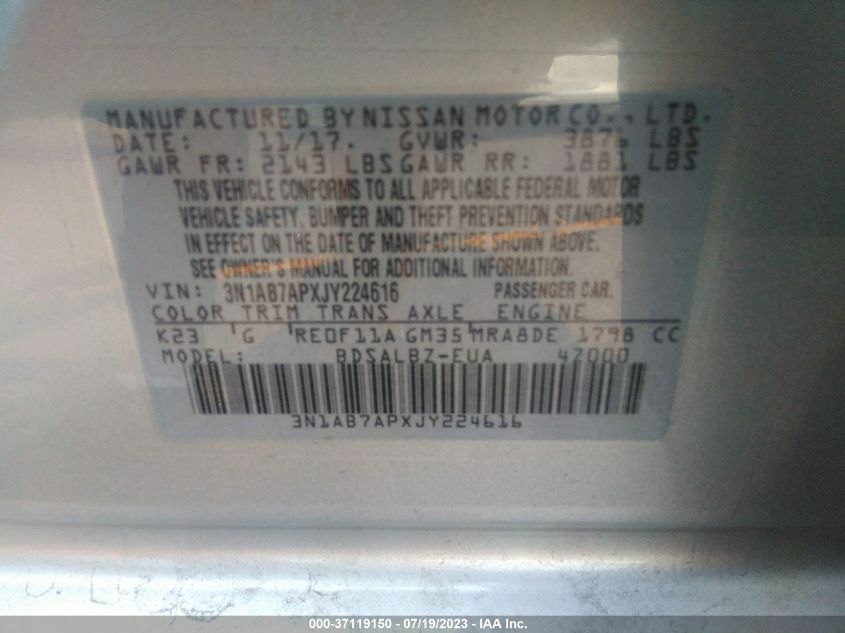 MANUFACTURED BY NISSAN MOTOR CO., LTD.
DATE: 11/17. GVWR: 3876 LBS
GAWR FR: 2143 LBS GAWR RR: 1881 LBS
THIS VEHICLE CONFORMS TO ALL APPLICABLE FEDERAL MOTOR
VEHICLE SAFETY, BUMPER AND THEFT PREVENTION STANDARDS
IN EFFECT ON THE DATE OF MANUFACTURE SHOWN ABOVE.
SEE OWNER'S MANUAL FOR ADDITIONAL INFORMATION.
VIN: 3N1AB7APXJY224616 PASSENGER CAR.
COLOR TRIM TRANS AXLE ENGINE
K23 G RE0F11A GM35 MRA8DE 1798 CC
MODEL: BDSALBZ-EUA 4Z000
3N1AB7APXJY224616
000-37119150 - 07/19/2023 - IAA, Inc.